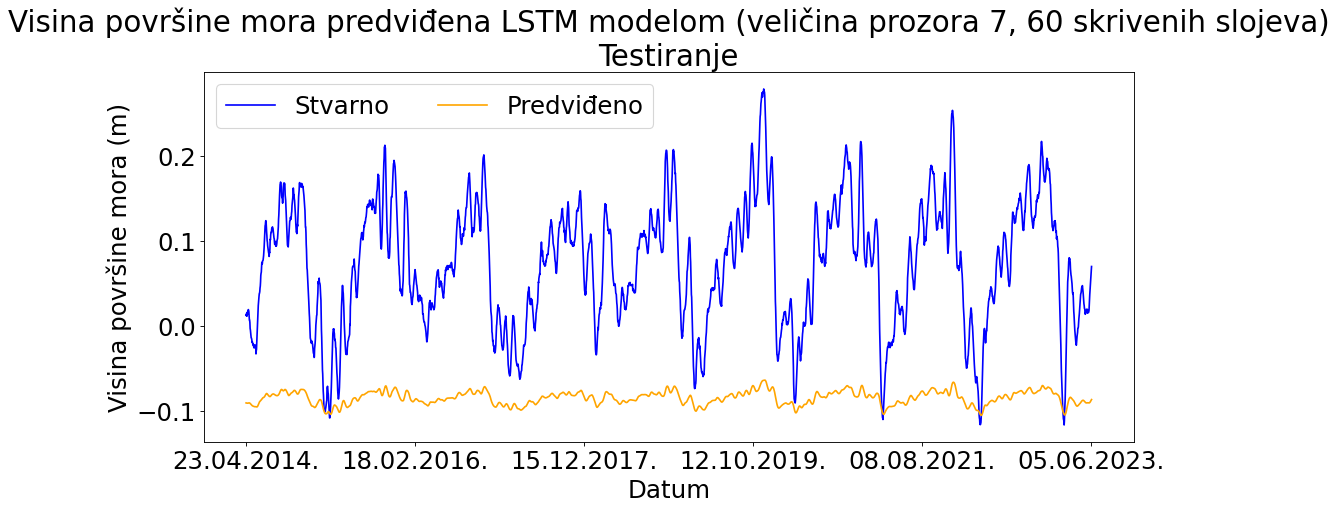 Visina površine mora predviđena LSTM modelom (veličina prozora 7, 60 skrivenih slojeva)
Testiranje
Stvarno
Predviđeno
Visina površine mora (m)
0.2
0.1
0.0
−0.1
23.04.2014. 18.02.2016. 15.12.2017. 12.10.2019. 08.08.2021. 05.06.2023.
Datum